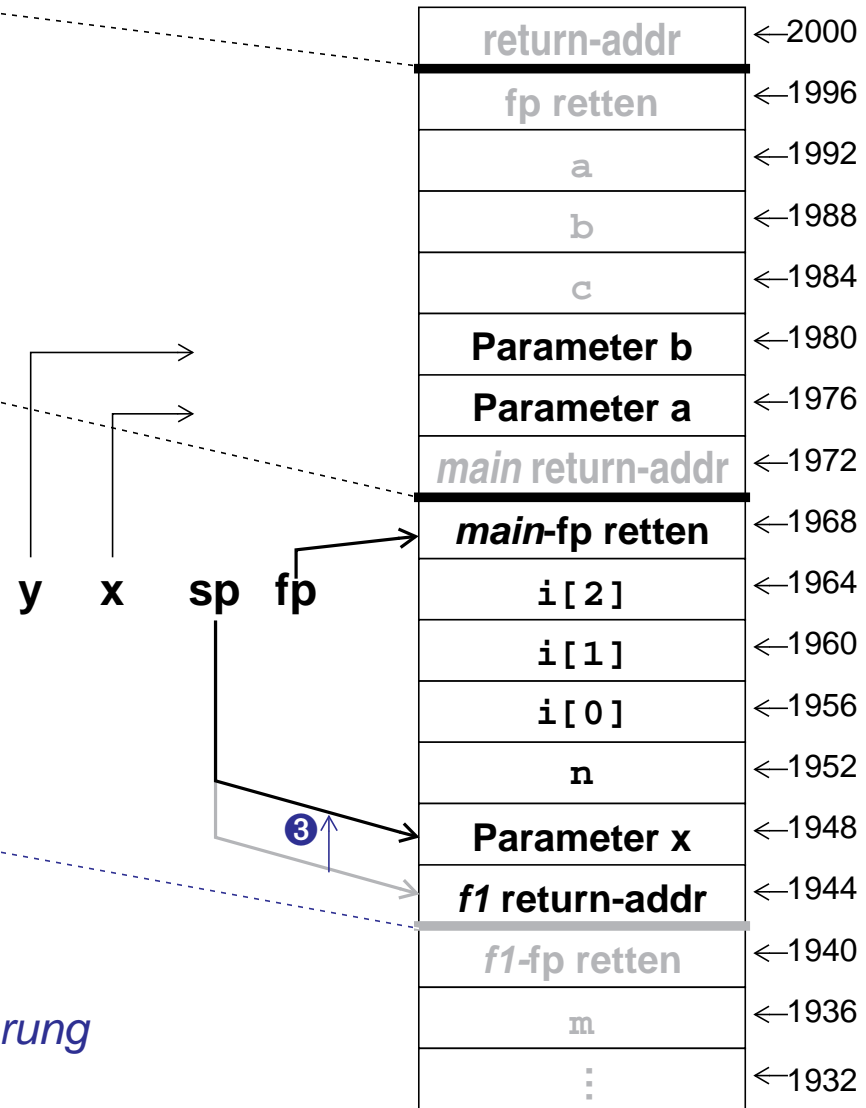 return-addr ←2000
fp retten ←1996
a ←1992
b ←1988
c ←1984
Parameter b ←1980
Parameter a ←1976
main return-addr ←1972
main-fp retten ←1968
y x sp fp i[2] ←1964
i[1] ←1960
i[0] ←1956
n ←1952
❸ Parameter x ←1948
f1 return-addr ←1944
f1-fp retten ←1940
rung m ←1936
⋮ ←1932